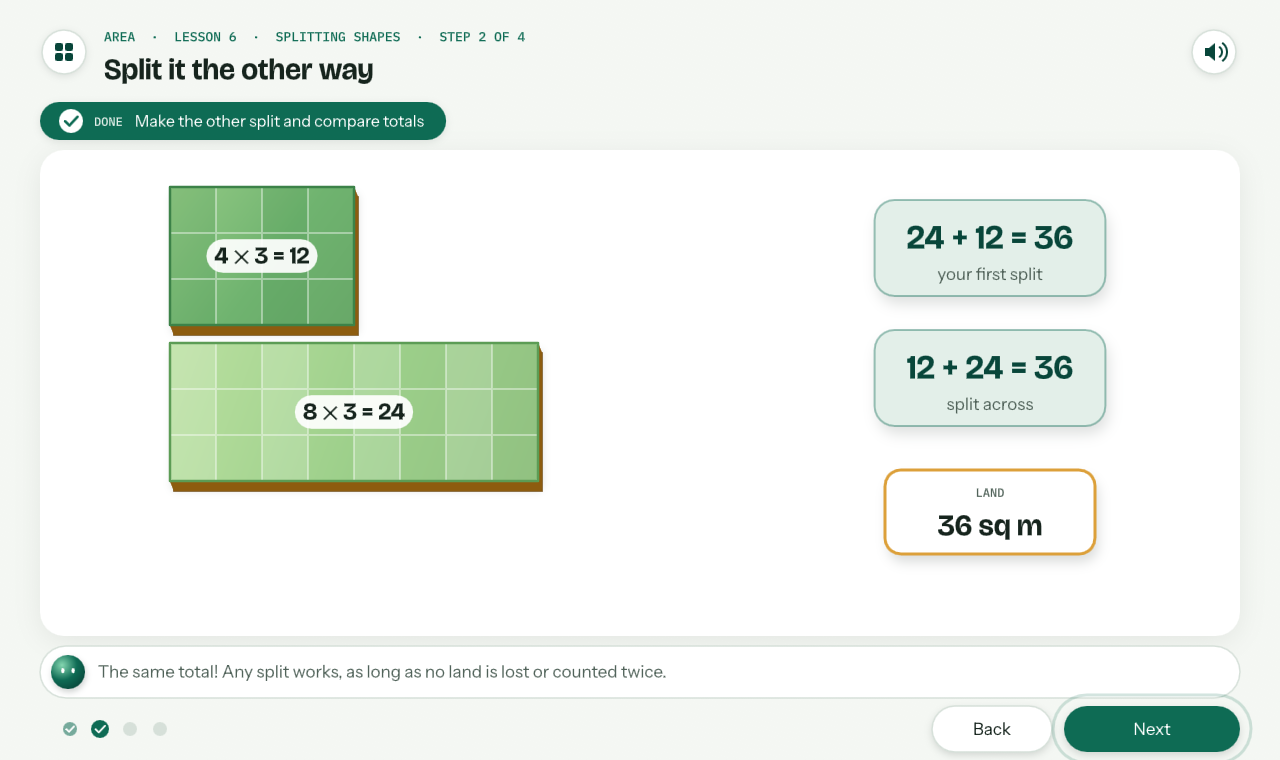 AREA · LESSON 6 · SPLITTING SHAPES · STEP 2 OF 4
Split it the other way
DONE Make the other split and compare totals
4 × 3 = 12
8 × 3 = 24
24 + 12 = 36
your first split
12 + 24 = 36
split across
LAND
36 sq m
The same total! Any split works, as long as no land is lost or counted twice.
Back
Next